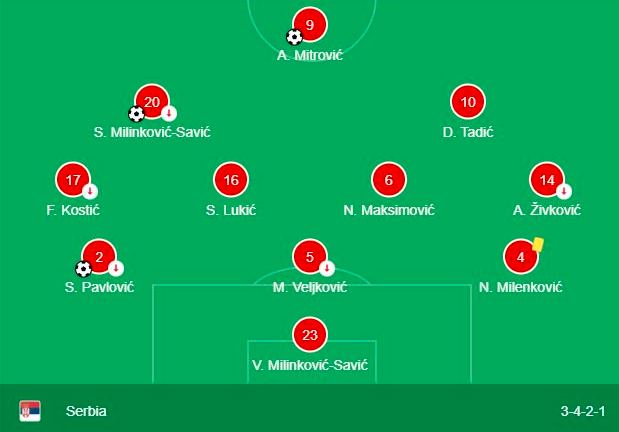 9
A. Mitrović
20
10
S. Milinković-Savić
D. Tadić
17
16
6
14
F. Kostić
S. Lukić
N. Maksimović
A. Živković
2
5
4
S. Pavlović
M. Veljković
N. Milenković
23
V. Milinković-Savić
Serbia
3-4-2-1